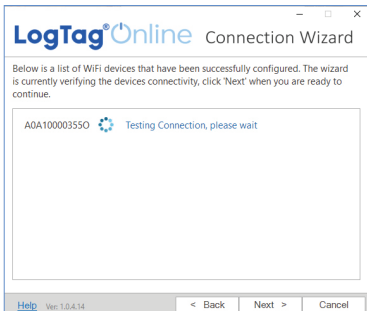 LogTag® Online Connection Wizard
Below is a list of WiFi devices that have been successfully configured. The wizard
is currently verifying the devices connectivity, click 'Next' when you are ready to
continue.
A0A10000355O Testing Connection, please wait
Help Ver: 1.0.4.14 < Back Next > Cancel